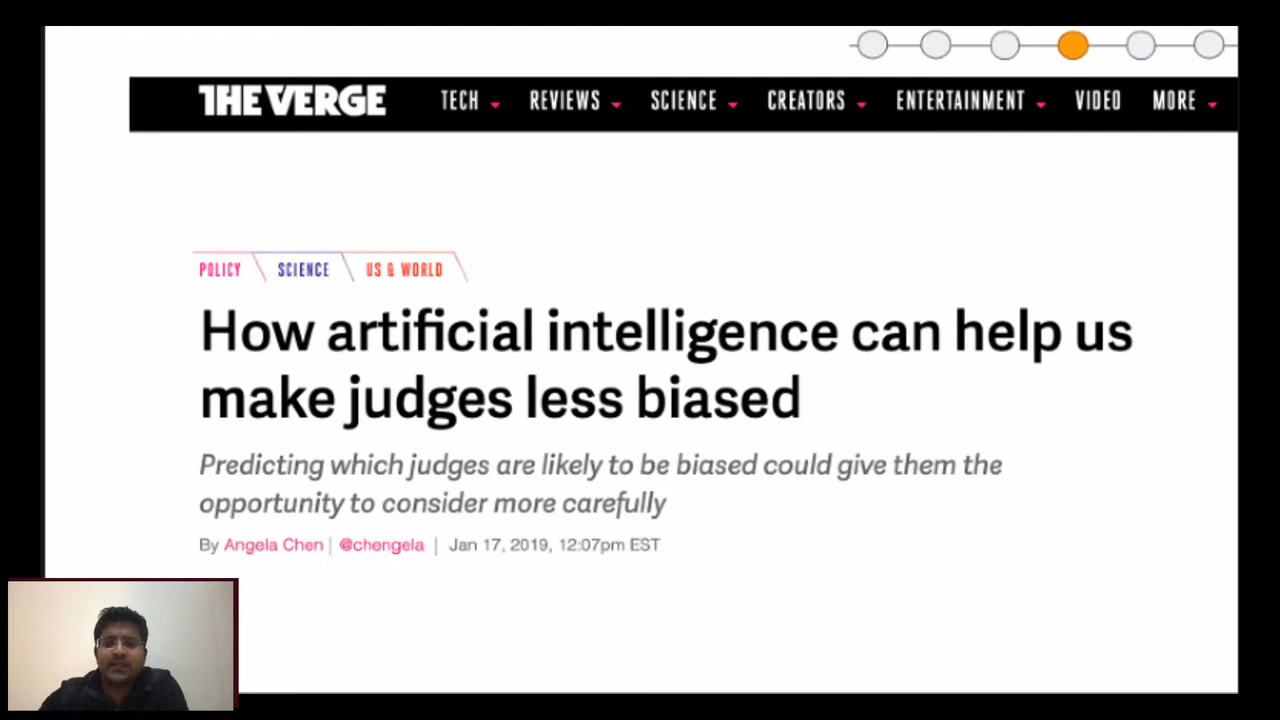 THE VERGE TECH REVIEWS SCIENCE CREATORS ENTERTAINMENT VIDEO MORE
POLICY SCIENCE US & WORLD
How artificial intelligence can help us
make judges less biased
Predicting which judges are likely to be biased could give them the
opportunity to consider more carefully
By Angela Chen | @chengela | Jan 17, 2019, 12:07pm EST